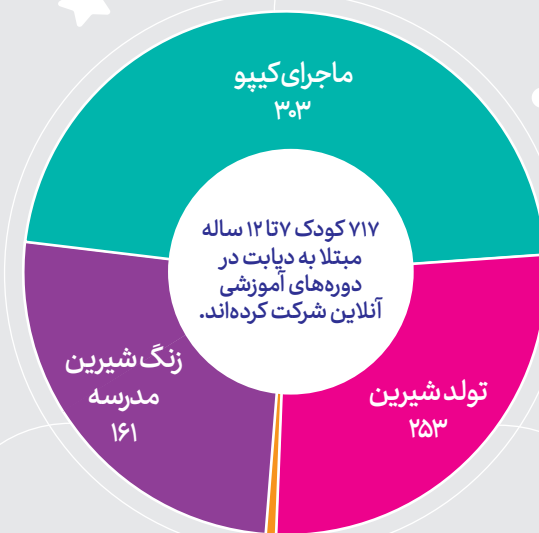 ماجرای کیپو
۳۰۳
۷۱۷ کودک ۷ تا ۱۲ ساله
مبتلا به دیابت در
دوره‌های آموزشی
آنلاین شرکت کرده‌اند.
تولد شیرین
۲۵۳
زنگ شیرین
مدرسه
۱۶۱